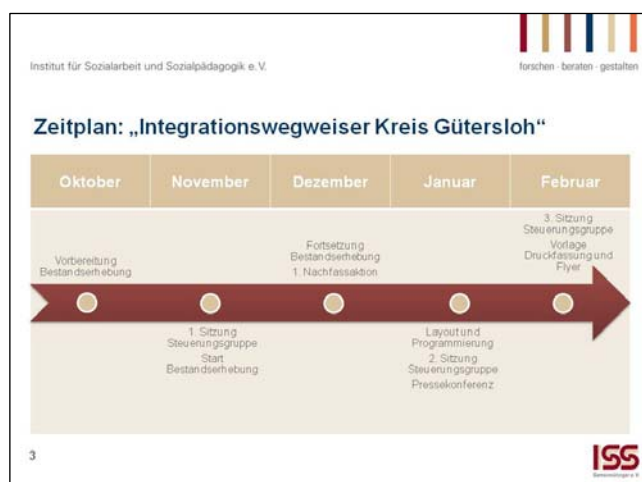 Institut für Sozialarbeit und Sozialpädagogik e.V.
forschen · beraten · gestalten
Zeitplan: „Integrationswegweiser Kreis Gütersloh“
Oktober
November
Dezember
Januar
Februar
Vorbereitung
Bestandserhebung
1. Sitzung
Steuerungsgruppe
Start
Bestandserhebung
Fortsetzung
Bestandserhebung
1. Nachfassaktion
Layout und
Programmierung
2. Sitzung
Steuerungsgruppe
Pressekonferenz
3. Sitzung
Steuerungsgruppe
Vorlage
Druckfassung und
Flyer
3
ISS